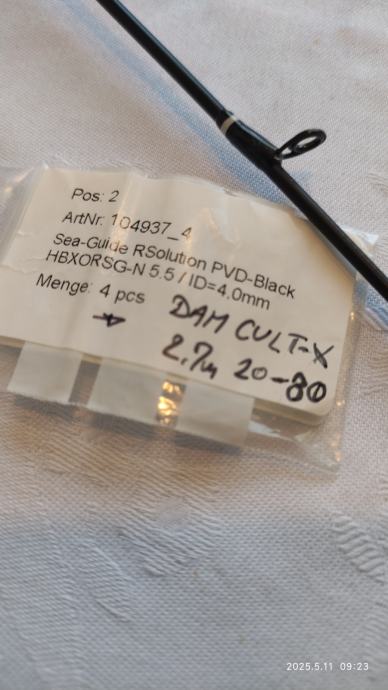 Pos: 2
ArtNr: 104937_4
Sea-Guide RSolution PVD-Black
HBXORSG-N 5.5 / ID=4.0mm
Menge: 4 pcs
DAM CULT-X
2.7m 20-80
2025.5.11 09:23